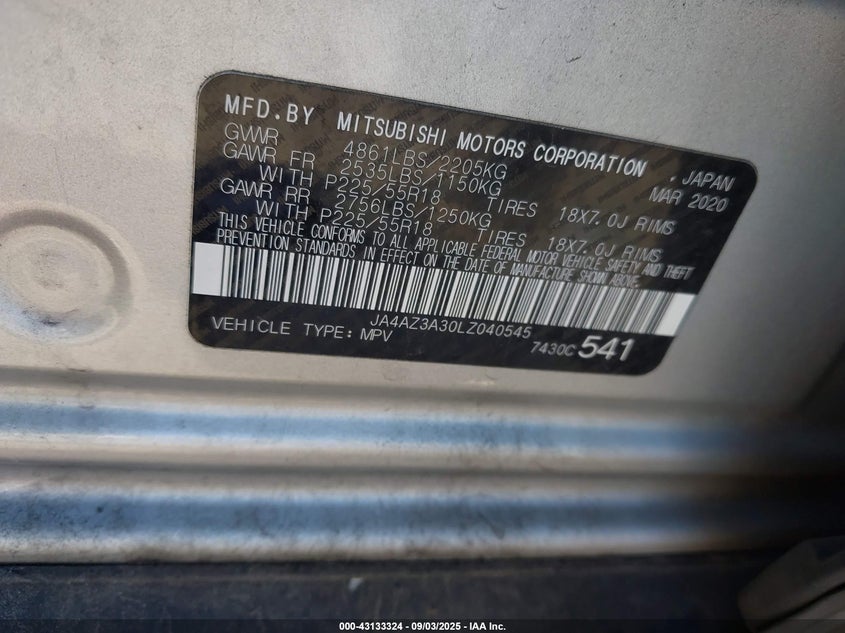 MFD.BY MITSUBISHI MOTORS CORPORATION , JAPAN
GVWR 4861LBS/2205KG MAR 2020
GAWR FR 2535LBS/1150KG
WITH P225/55R18 TIRES 18X7.0J RIMS
GAWR RR 2756LBS/1250KG
WITH P225/55R18 TIRES 18X7.0J RIMS
THIS VEHICLE CONFORMS TO ALL APPLICABLE FEDERAL MOTOR VEHICLE SAFETY AND THEFT
PREVENTION STANDARDS IN EFFECT ON THE DATE OF MANUFACTURE SHOWN ABOVE.
JA4AZ3A30LZ040545
VEHICLE TYPE: MPV 7430C 541
000-43133324 - 09/03/2025 - IAA Inc.